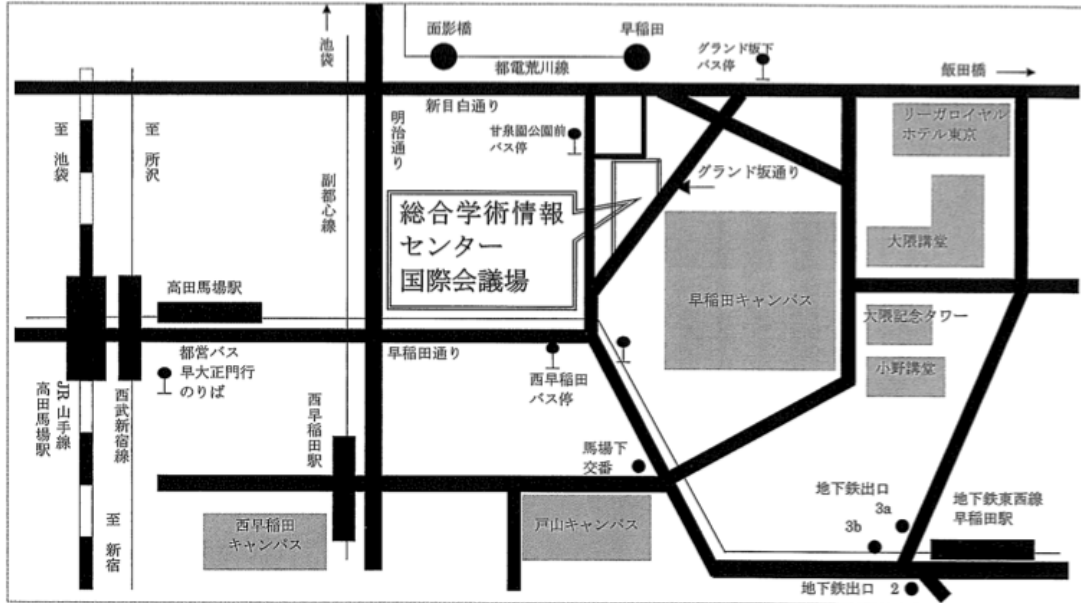 池袋
面影橋
早稲田
グランド坂下
バス停
都電荒川線
飯田橋
新目白通り
至 池袋
至 所沢
明治通り
副都心線
甘泉園公園前
バス停
リーガロイヤル
ホテル東京
グランド坂通り
総合学術情報
センター
国際会議場
大隈講堂
高田馬場駅
早稲田キャンパス
大隈記念タワー
早稲田通り
都営バス
早大正門行
のりば
西早稲田
バス停
小野講堂
JR 山手線
高田馬場駅
西武新宿線
西早稲田駅
馬場下
交番
地下鉄出口
3a
3b
地下鉄東西線
早稲田駅
至 新宿
西早稲田
キャンパス
戸山キャンパス
地下鉄出口 2